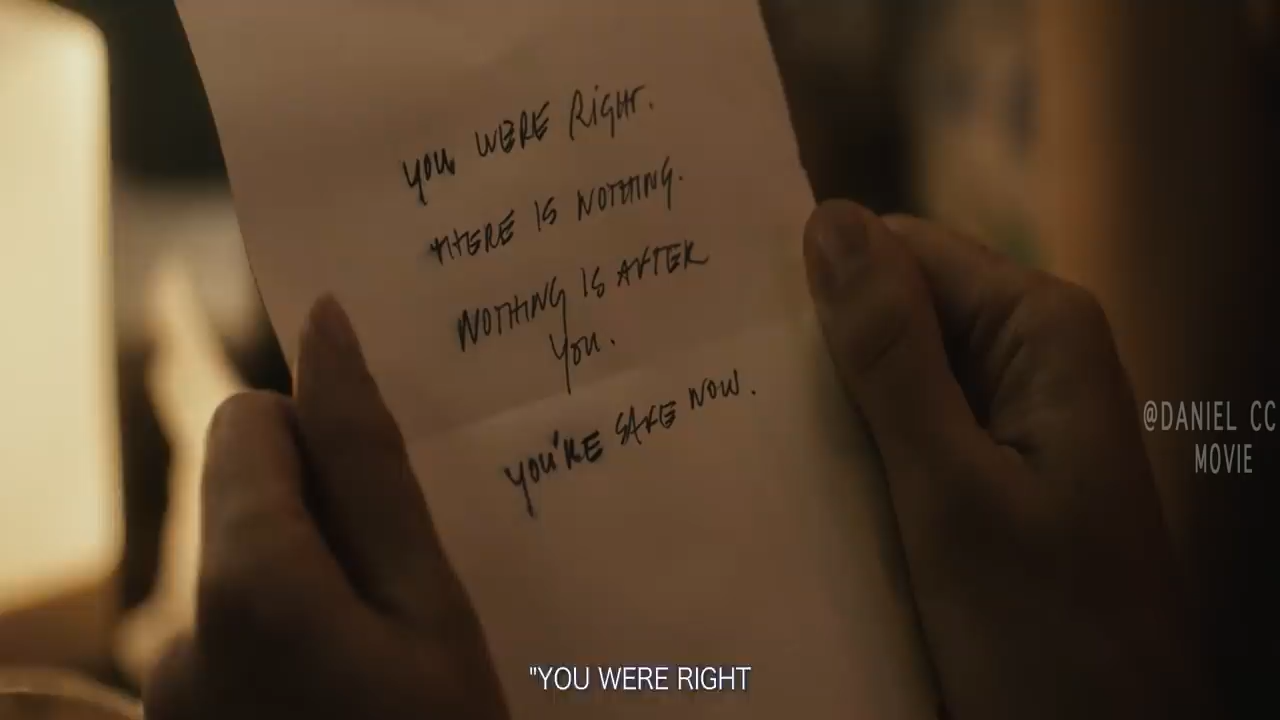 YOU WERE RIGHT.
THERE IS NOTHING.
NOTHING IS AFTER
YOU.
YOU'RE SAFE NOW.
@DANIEL CC
MOVIE
"YOU WERE RIGHT